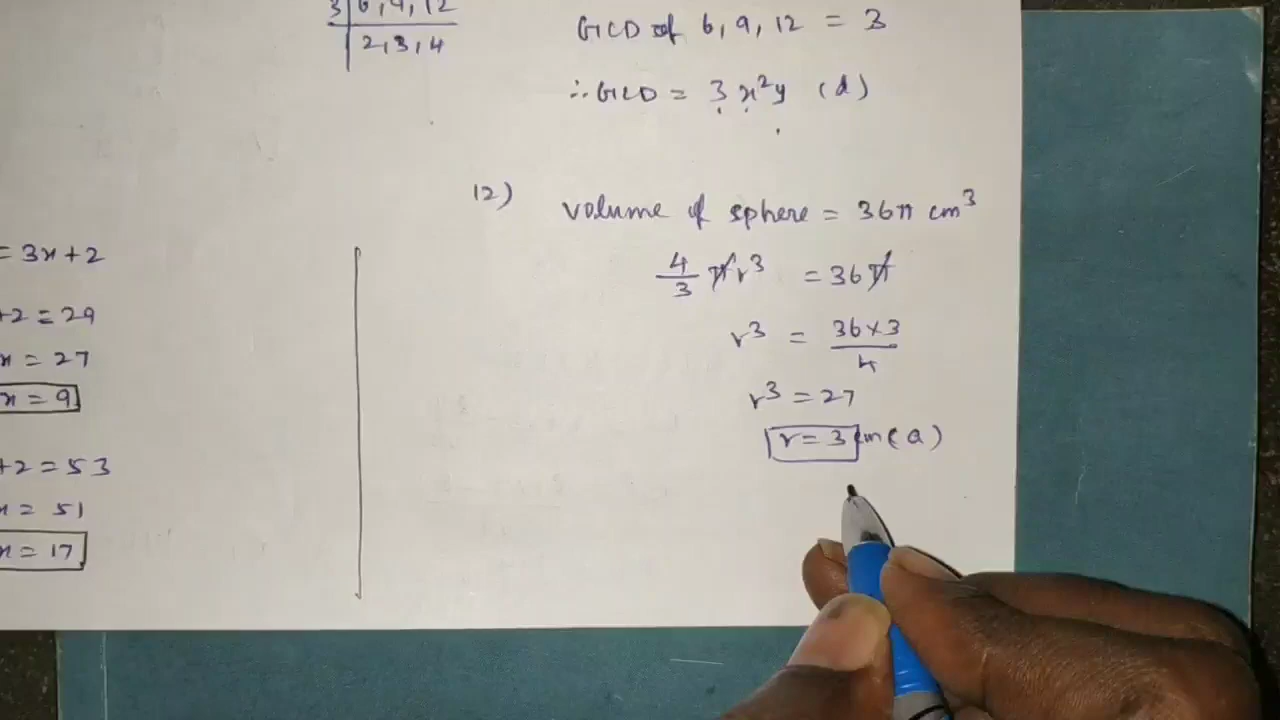 3 | 6, 9, 12
2, 3, 4
GCD of 6, 9, 12 = 3
∴ GCD = 3x²y (d)
= 3x+2
+2 = 29
x = 27
x = 9
+2 = 53
x = 51
x = 17
12) Volume of sphere = 36π cm³
4/3 πr³ = 36π
r³ = 36×3/4
r³ = 27
r = 3 cm (a)